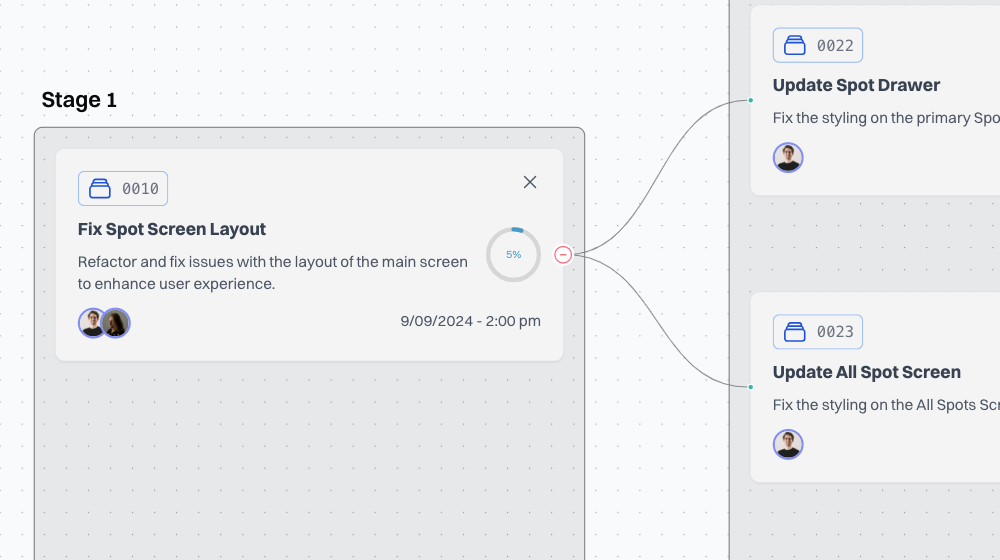 Stage 1
0010
Fix Spot Screen Layout
Refactor and fix issues with the layout of the main screen
to enhance user experience.
5%
9/09/2024 - 2:00 pm
0022
Update Spot Drawer
Fix the styling on the primary Spo
0023
Update All Spot Screen
Fix the styling on the All Spots Scr